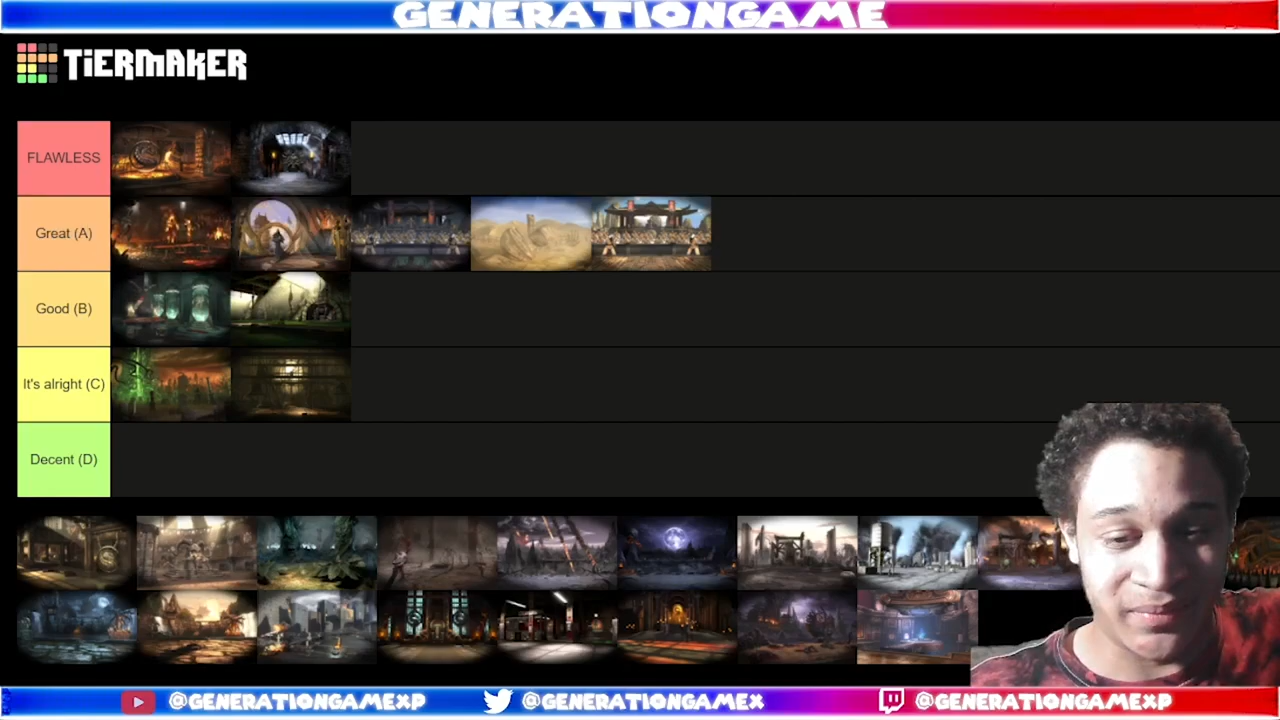 GENERATIONGAME
TiERMAKER
FLAWLESS
Great (A)
Good (B)
It's alright (C)
Decent (D)
@GENERATIONGAMEXP @GENERATIONGAMEX @GENERATIONGAMEXP